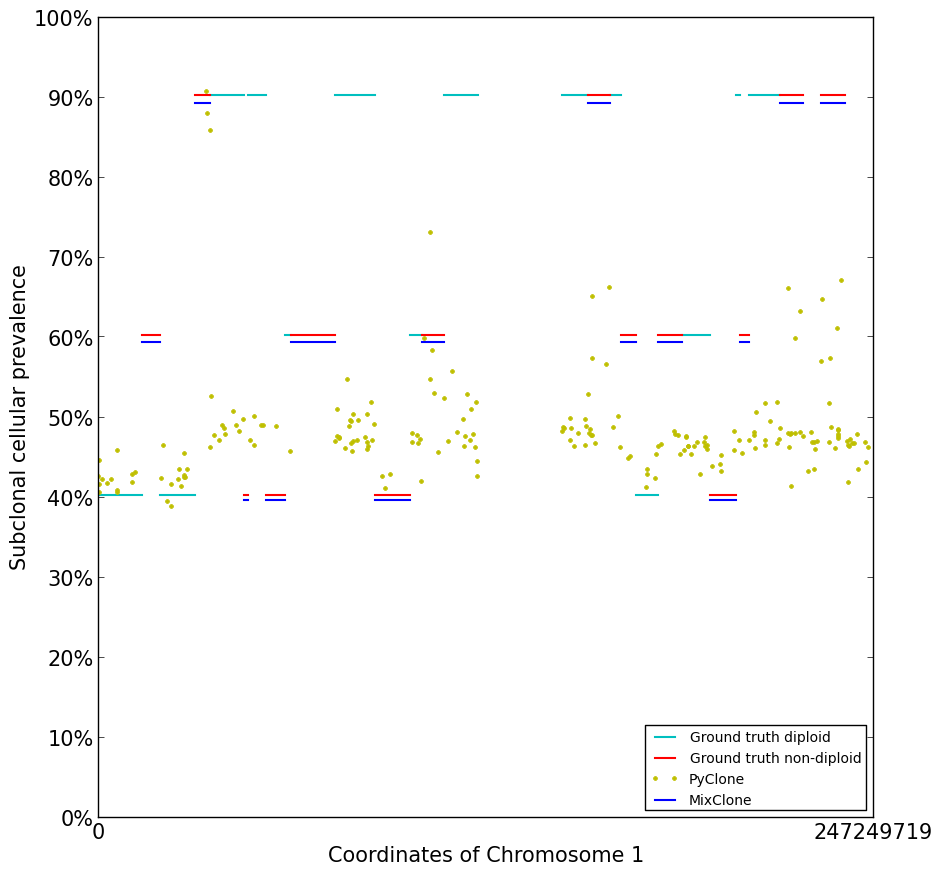 100%
90%
80%
70%
60%
50%
40%
30%
20%
10%
0%
Subclonal cellular prevalence
Ground truth diploid
Ground truth non-diploid
PyClone
MixClone
0
247249719
Coordinates of Chromosome 1